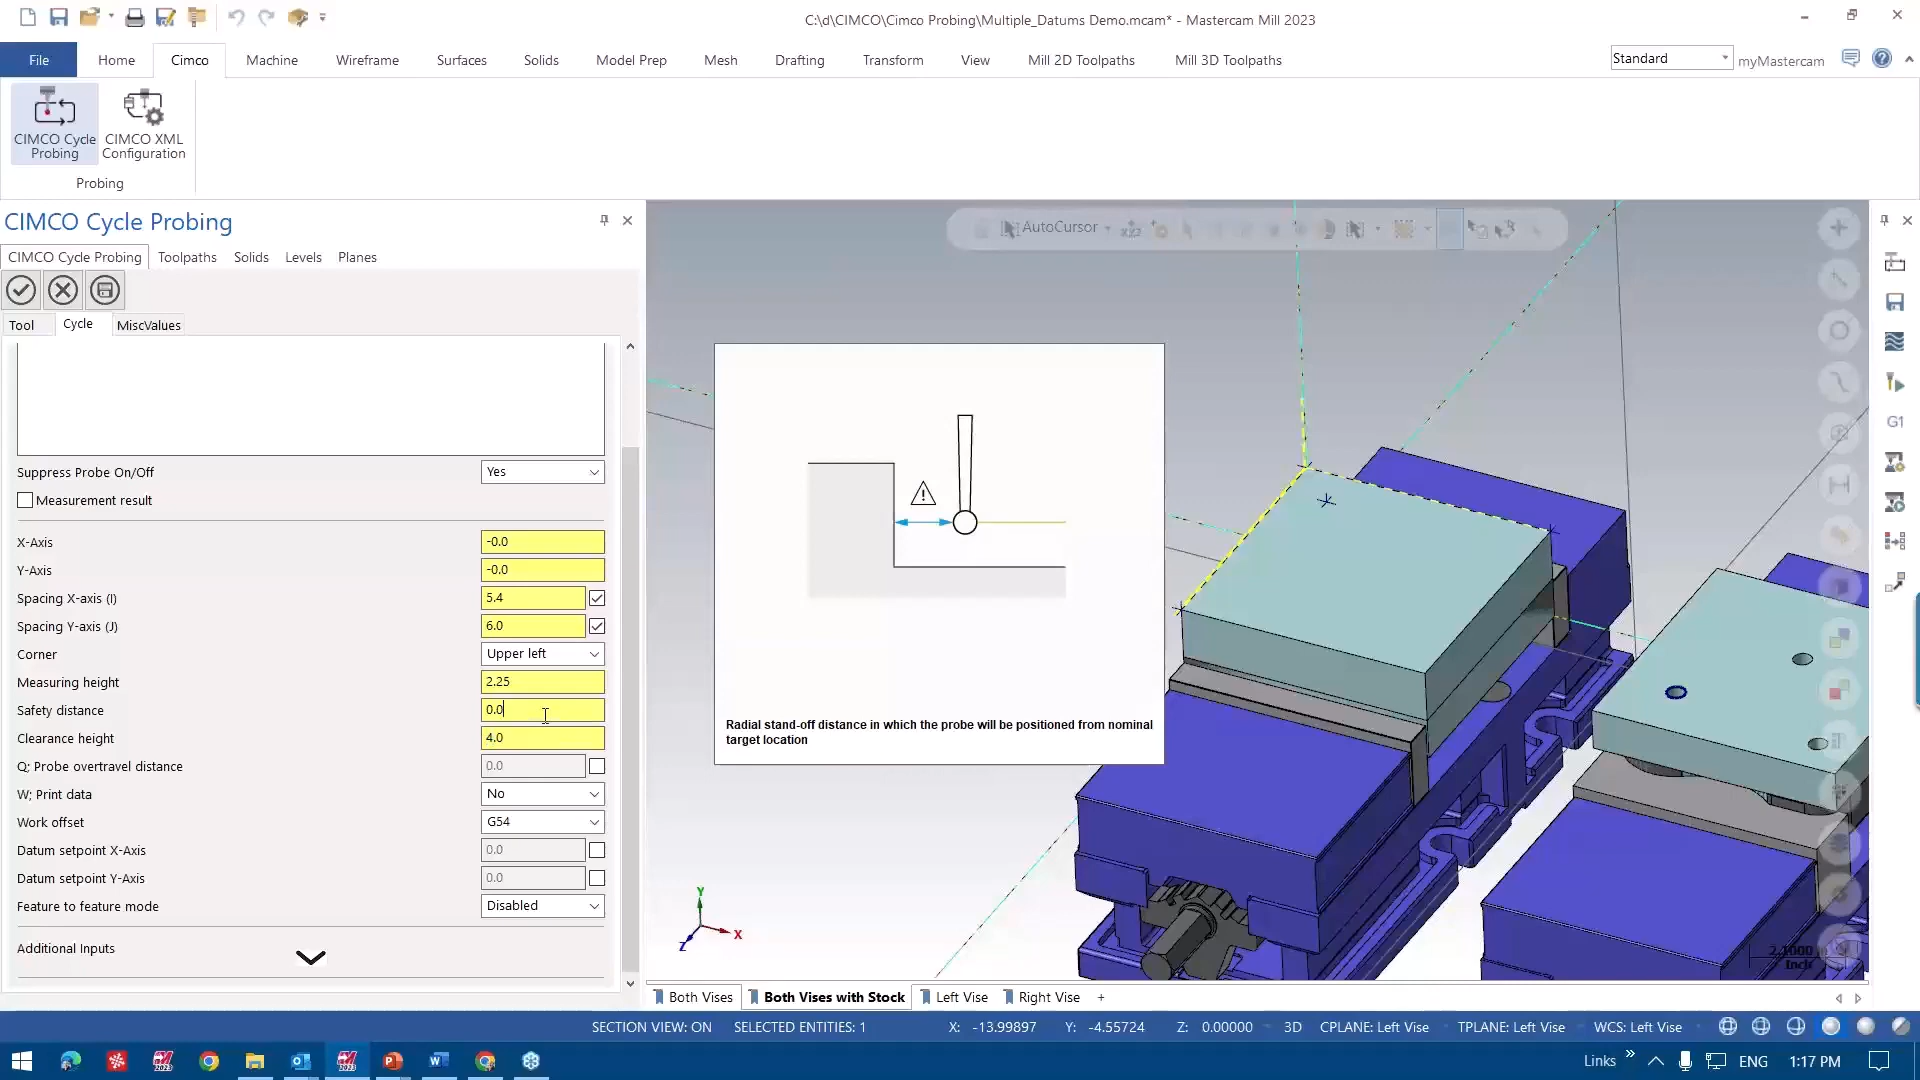 C:\d\CIMCO\Cimco Probing\Multiple_Datums Demo.mcam* - Mastercam Mill 2023
File Home Cimco Machine Wireframe Surfaces Solids Model Prep Mesh Drafting Transform View Mill 2D Toolpaths Mill 3D Toolpaths Standard myMastercam
CIMCO Cycle Probing
CIMCO XML Configuration
Probing
CIMCO Cycle Probing
CIMCO Cycle Probing Toolpaths Solids Levels Planes
Tool Cycle MiscValues
Suppress Probe On/Off Yes
Measurement result
X-Axis -0.0
Y-Axis -0.0
Spacing X-axis (I) 5.4
Spacing Y-axis (J) 6.0
Corner Upper left
Measuring height 2.25
Safety distance 0.0
Clearance height 4.0
Q; Probe overtravel distance 0.0
W; Print data No
Work offset G54
Datum setpoint X-Axis 0.0
Datum setpoint Y-Axis 0.0
Feature to feature mode Disabled
Additional Inputs
AutoCursor
Radial stand-off distance in which the probe will be positioned from nominal
target location
G1
Y
X
Z
2.1000
Inch
Both Vises Both Vises with Stock Left Vise Right Vise +
SECTION VIEW: ON SELECTED ENTITIES: 1 X: -13.99897 Y: -4.55724 Z: 0.00000 3D CPLANE: Left Vise TPLANE: Left Vise WCS: Left Vise
Links ENG 1:17 PM